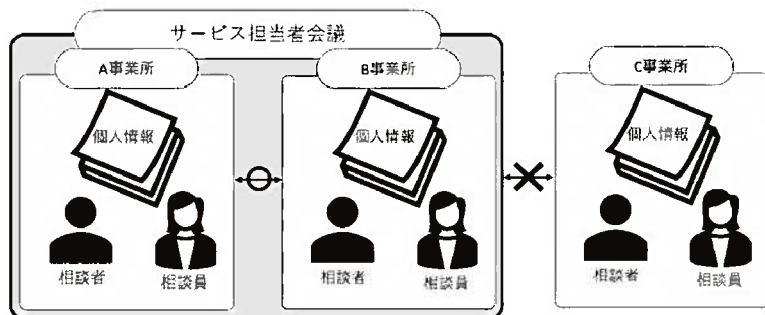 サービス担当者会議
A事業所
B事業所
C事業所
個人情報
個人情報
個人情報
相談者
相談員
相談者
相談員
相談者
相談員